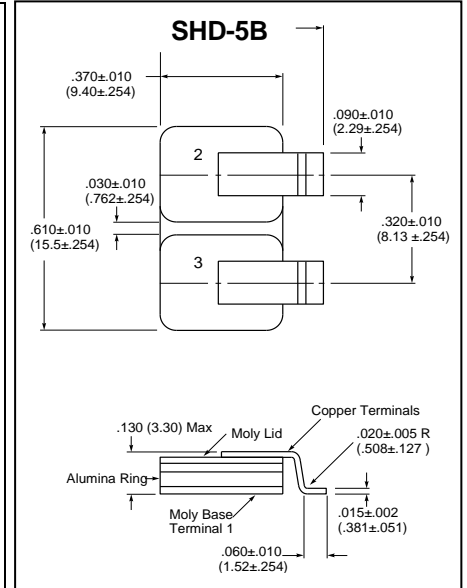 SHD-5B
.370±.010
(9.40±.254)
.090±.010
(2.29±.254)
2
.030±.010
(.762±.254)
.320±.010
(8.13 ±.254)
.610±.010
(15.5±.254)
3
Copper Terminals
.130 (3.30) Max
Moly Lid
.020±.005 R
(.508±.127 )
Alumina Ring
Moly Base
Terminal 1
.015±.002
(.381±.051)
.060±.010
(1.52±.254)